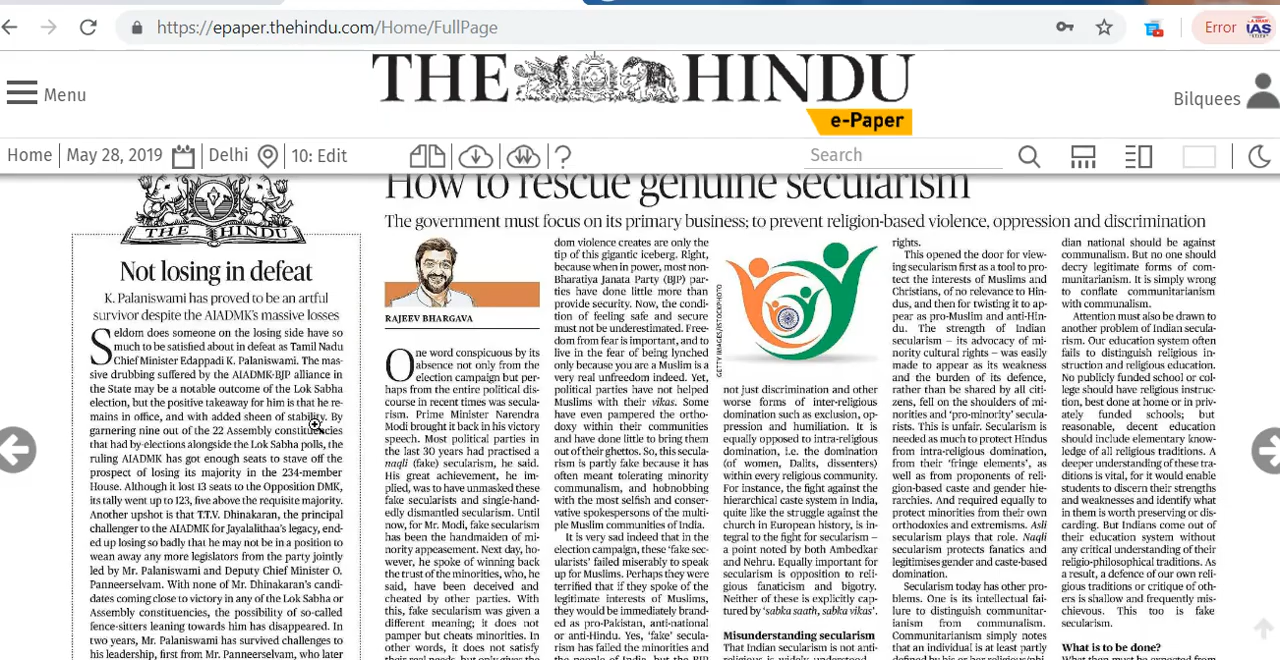 https://epaper.thehindu.com/Home/FullPage
Error
IAS
Menu
THE HINDU
e-Paper
Bilquees
Home
May 28, 2019
Delhi
10: Edit
Search
THE HINDU
Not losing in defeat
K. Palaniswami has proved to be an artful
survivor despite the AIADMK's massive losses
Seldom does someone on the losing side have so
much to be satisfied about in defeat as Tamil Nadu
Chief Minister Edappadi K. Palaniswami. The mas-
sive drubbing suffered by the AIADMK-BJP alliance in
the State may be a notable outcome of the Lok Sabha
election, but the positive takeaway for him is that he re-
mains in office, and with added sheen of stability. By
garnering nine out of the 22 Assembly constituencies
that had by-elections alongside the Lok Sabha polls, the
ruling AIADMK has got enough seats to stave off the
prospect of losing its majority in the 234-member
House. Although it lost 13 seats to the Opposition DMK,
its tally went up to 123, five above the requisite majority.
Another upshot is that T.T.V. Dhinakaran, the principal
challenger to the AIADMK for Jayalalithaa's legacy, end-
ed up losing so badly that he may not be in a position to
wean away any more legislators from the party jointly
led by Mr. Palaniswami and Deputy Chief Minister O.
Panneerselvam. With none of Mr. Dhinakaran's candi-
dates coming close to victory in any of the Lok Sabha or
Assembly constituencies, the possibility of so-called
fence-sitters leaning towards him has disappeared. In
two years, Mr. Palaniswami has survived challenges to
his leadership, first from Mr. Panneerselvam, who later
How to rescue genuine secularism
The government must focus on its primary business; to prevent religion-based violence, oppression and discrimination
RAJEEV BHARGAVA
One word conspicuous by its
absence not only from the
election campaign but per-
haps from the entire political dis-
course in recent times was secula-
rism. Prime Minister Narendra
Modi brought it back in his victory
speech. Most political parties in
the last 30 years had practised a
naqli (fake) secularism, he said.
His great achievement, he im-
plied, was to have unmasked these
fake secularists and single-hand-
edly dismantled secularism. Until
now, for Mr. Modi, fake secularism
has been the handmaiden of mi-
nority appeasement. Next day, ho-
wever, he spoke of winning back
the trust of the minorities, who, he
said, have been deceived and
cheated by other parties. With
this, fake secularism was given a
different meaning; it does not
pamper but cheats minorities. In
other words, it does not satisfy
their real needs, but only gives the
dom violence creates are only the
tip of this gigantic iceberg. Right,
because when in power, most non-
Bharatiya Janata Party (BJP) par-
ties have done little more than
provide security. Now, the condi-
tion of feeling safe and secure
must not be underestimated. Free-
dom from fear is important, and to
live in the fear of being lynched
only because you are a Muslim is a
very real unfreedom indeed. Yet,
political parties have not helped
Muslims with their vikas. Some
have even pampered the ortho-
doxy within their communities
and have done little to bring them
out of their ghettos. So, this secu-
larism is partly fake because it has
often meant tolerating minority
communalism, and hobnobbing
with the most selfish and conser-
vative spokespersons of the multi-
ple Muslim communities of India.
It is very sad indeed that in the
election campaign, these 'fake sec-
ularists' failed miserably to speak
up for Muslims. Perhaps they were
terrified that if they spoke of the
legitimate interests of Muslims,
they would be immediately brand-
ed as pro-Pakistan, anti-national
or anti-Hindu. Yes, 'fake' secula-
rism has failed the minorities and
the people of India, but the BJP
GETTY IMAGES/ISTOCKPHOTO
not just discrimination and other
worse forms of inter-religious
domination such as exclusion, op-
pression and humiliation. It is
equally opposed to intra-religious
domination, i.e. the domination
(of women, Dalits, dissenters)
within every religious community.
For instance, the fight against the
hierarchical caste system in India,
quite like the struggle against the
church in European history, is in-
tegral to the fight for secularism –
a point noted by both Ambedkar
and Nehru. Equally important for
secularism is opposition to reli-
gious fanaticism and bigotry.
Neither of these is explicitly cap-
tured by 'sabka saath, sabka vikas'.
Misunderstanding secularism
That Indian secularism is not anti-
religious is widely understood
rights.
This opened the door for view-
ing secularism first as a tool to pro-
tect the interests of Muslims and
Christians, of no relevance to Hin-
dus, and then for twisting it to ap-
pear as pro-Muslim and anti-Hin-
du. The strength of Indian
secularism – its advocacy of mi-
nority cultural rights – was easily
made to appear as its weakness
and the burden of its defence,
rather than be shared by all citi-
zens, fell on the shoulders of mi-
norities and 'pro-minority' secula-
rists. This is unfair. Secularism is
needed as much to protect Hindus
from intra-religious domination,
from their 'fringe elements', as
well as from proponents of reli-
gion-based caste and gender hie-
rarchies. And required equally to
protect minorities from their own
orthodoxies and extremisms. Asli
secularism plays that role. Naqli
secularism protects fanatics and
legitimises gender and caste-based
domination.
Secularism today has other pro-
blems. One is its intellectual fai-
lure to distinguish communitar-
ianism from communalism.
Communitarianism simply notes
that an individual is at least partly
defined by his or her religious/phi-
dian national should be against
communalism. But no one should
decry legitimate forms of com-
munitarianism. It is simply wrong
to conflate communitarianism
with communalism.
Attention must also be drawn to
another problem of Indian secula-
rism. Our education system often
fails to distinguish religious in-
struction and religious education.
No publicly funded school or col-
lege should have religious instruc-
tion, best done at home or in priv-
ately funded schools; but
reasonable, decent education
should include elementary know-
ledge of all religious traditions. A
deeper understanding of these tra-
ditions is vital, for it would enable
students to discern their strengths
and weaknesses and identify what
in them is worth preserving or dis-
carding. But Indians come out of
their education system without
any critical understanding of their
religio-philosophical traditions. As
a result, a defence of our own reli-
gious traditions or critique of oth-
ers is shallow and frequently mis-
chievous. This too is fake
secularism.
What is to be done?
What then must be expected from